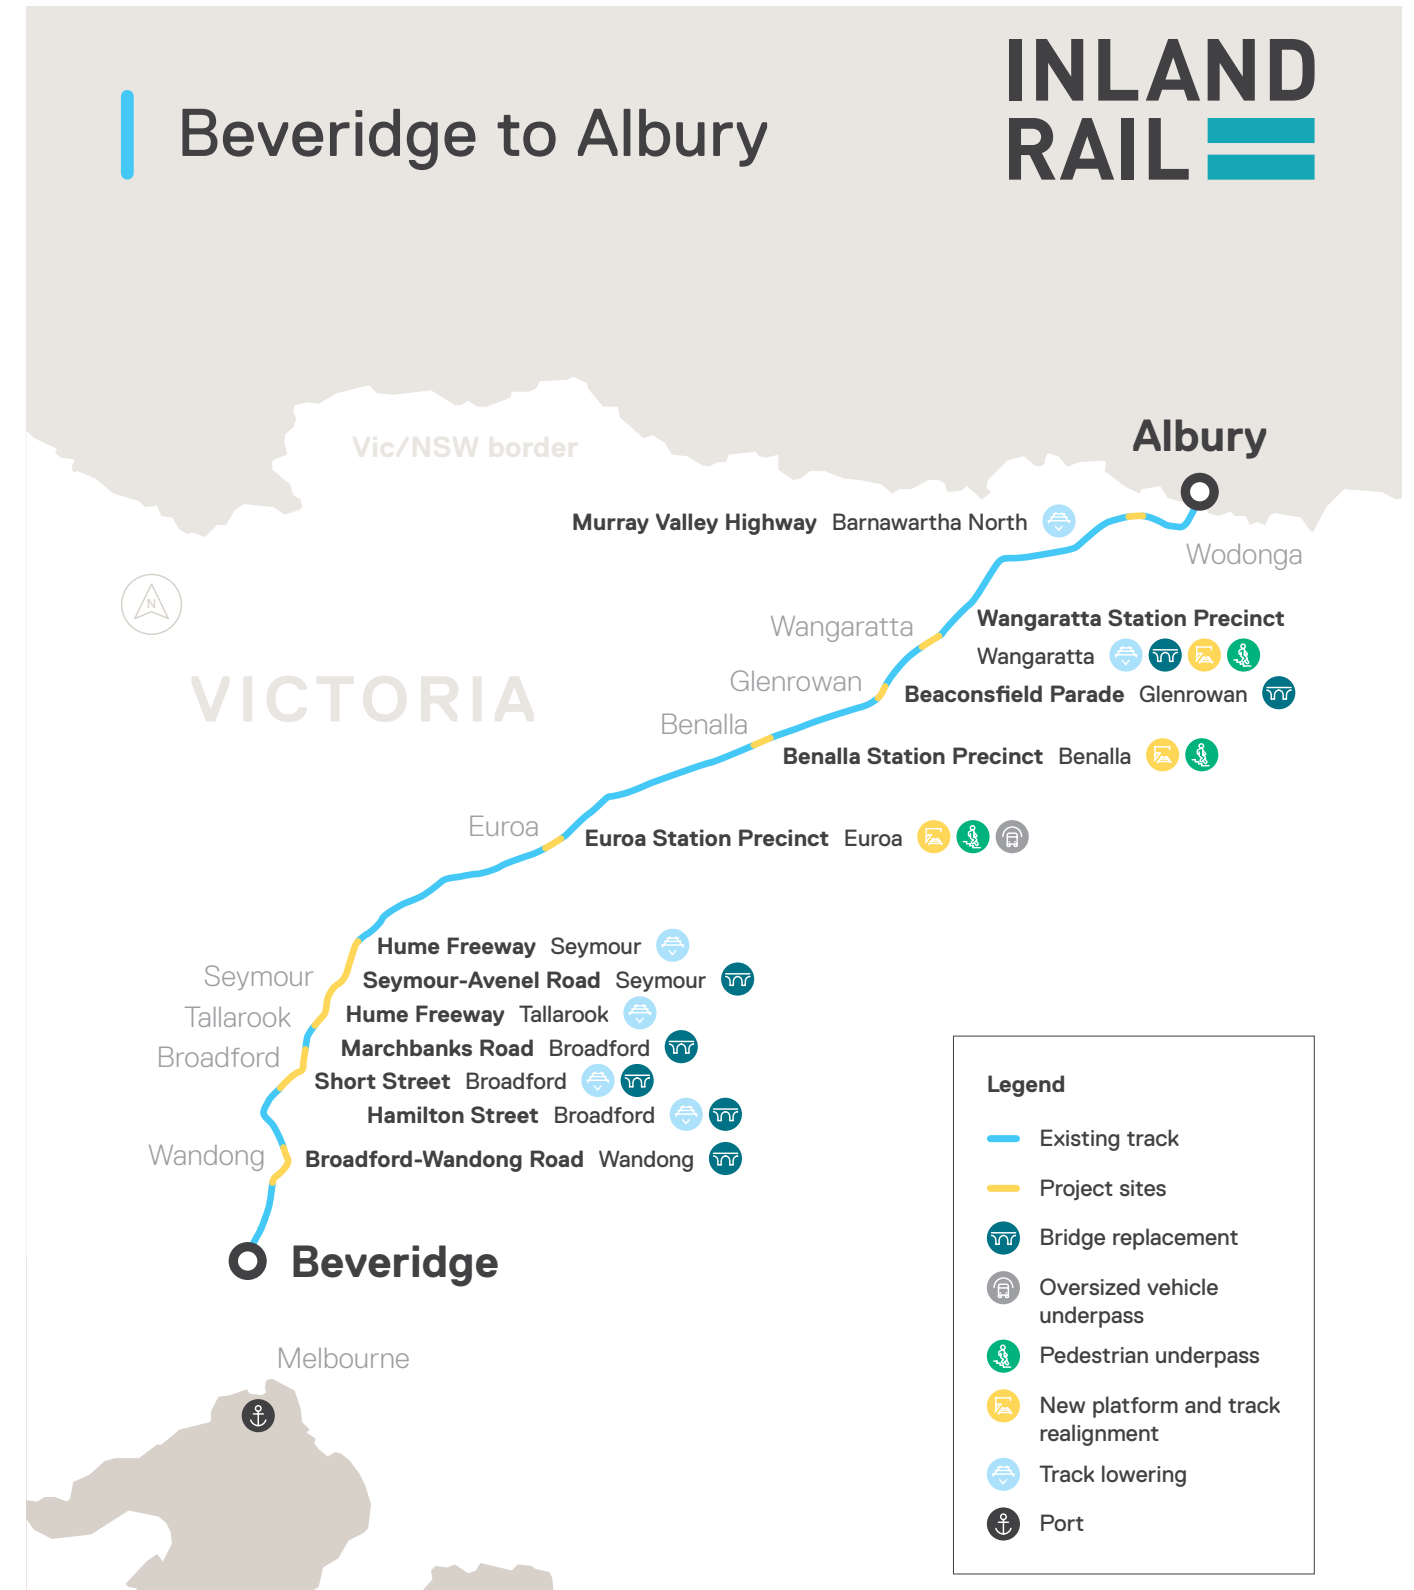 Beveridge to Albury
INLAND
RAIL
Vic/NSW border
Albury
Murray Valley Highway Barnawartha North
Wodonga
N
Wangaratta
Wangaratta Station Precinct
Wangaratta
Glenrowan
Beaconsfield Parade Glenrowan
VICTORIA
Benalla
Benalla Station Precinct Benalla
Euroa
Euroa Station Precinct Euroa
Hume Freeway Seymour
Seymour
Seymour-Avenel Road Seymour
Tallarook
Hume Freeway Tallarook
Broadford
Marchbanks Road Broadford
Short Street Broadford
Hamilton Street Broadford
Wandong
Broadford-Wandong Road Wandong
Beveridge
Melbourne
Legend
Existing track
Project sites
Bridge replacement
Oversized vehicle
underpass
Pedestrian underpass
New platform and track
realignment
Track lowering
Port